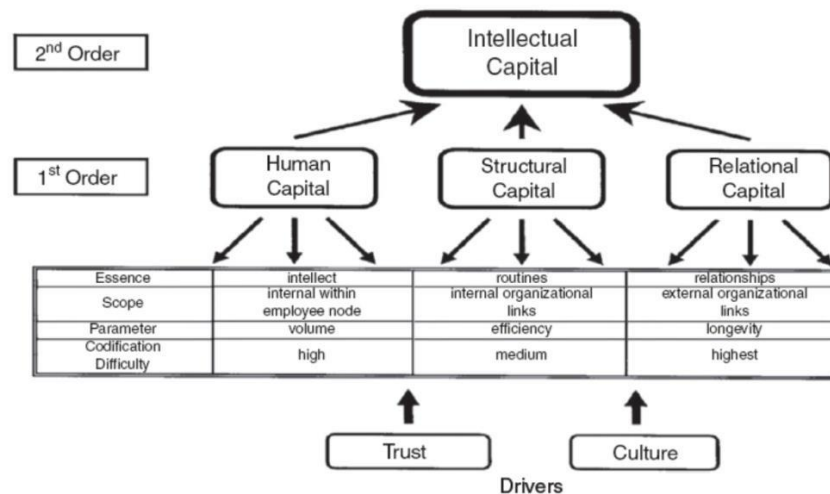 2nd Order
Intellectual
Capital
1st Order
Human
Capital
Structural
Capital
Relational
Capital
Essence intellect routines relationships
Scope internal within employee node internal organizational links external organizational links
Parameter volume efficiency longevity
Codification Difficulty high medium highest
Trust Culture
Drivers